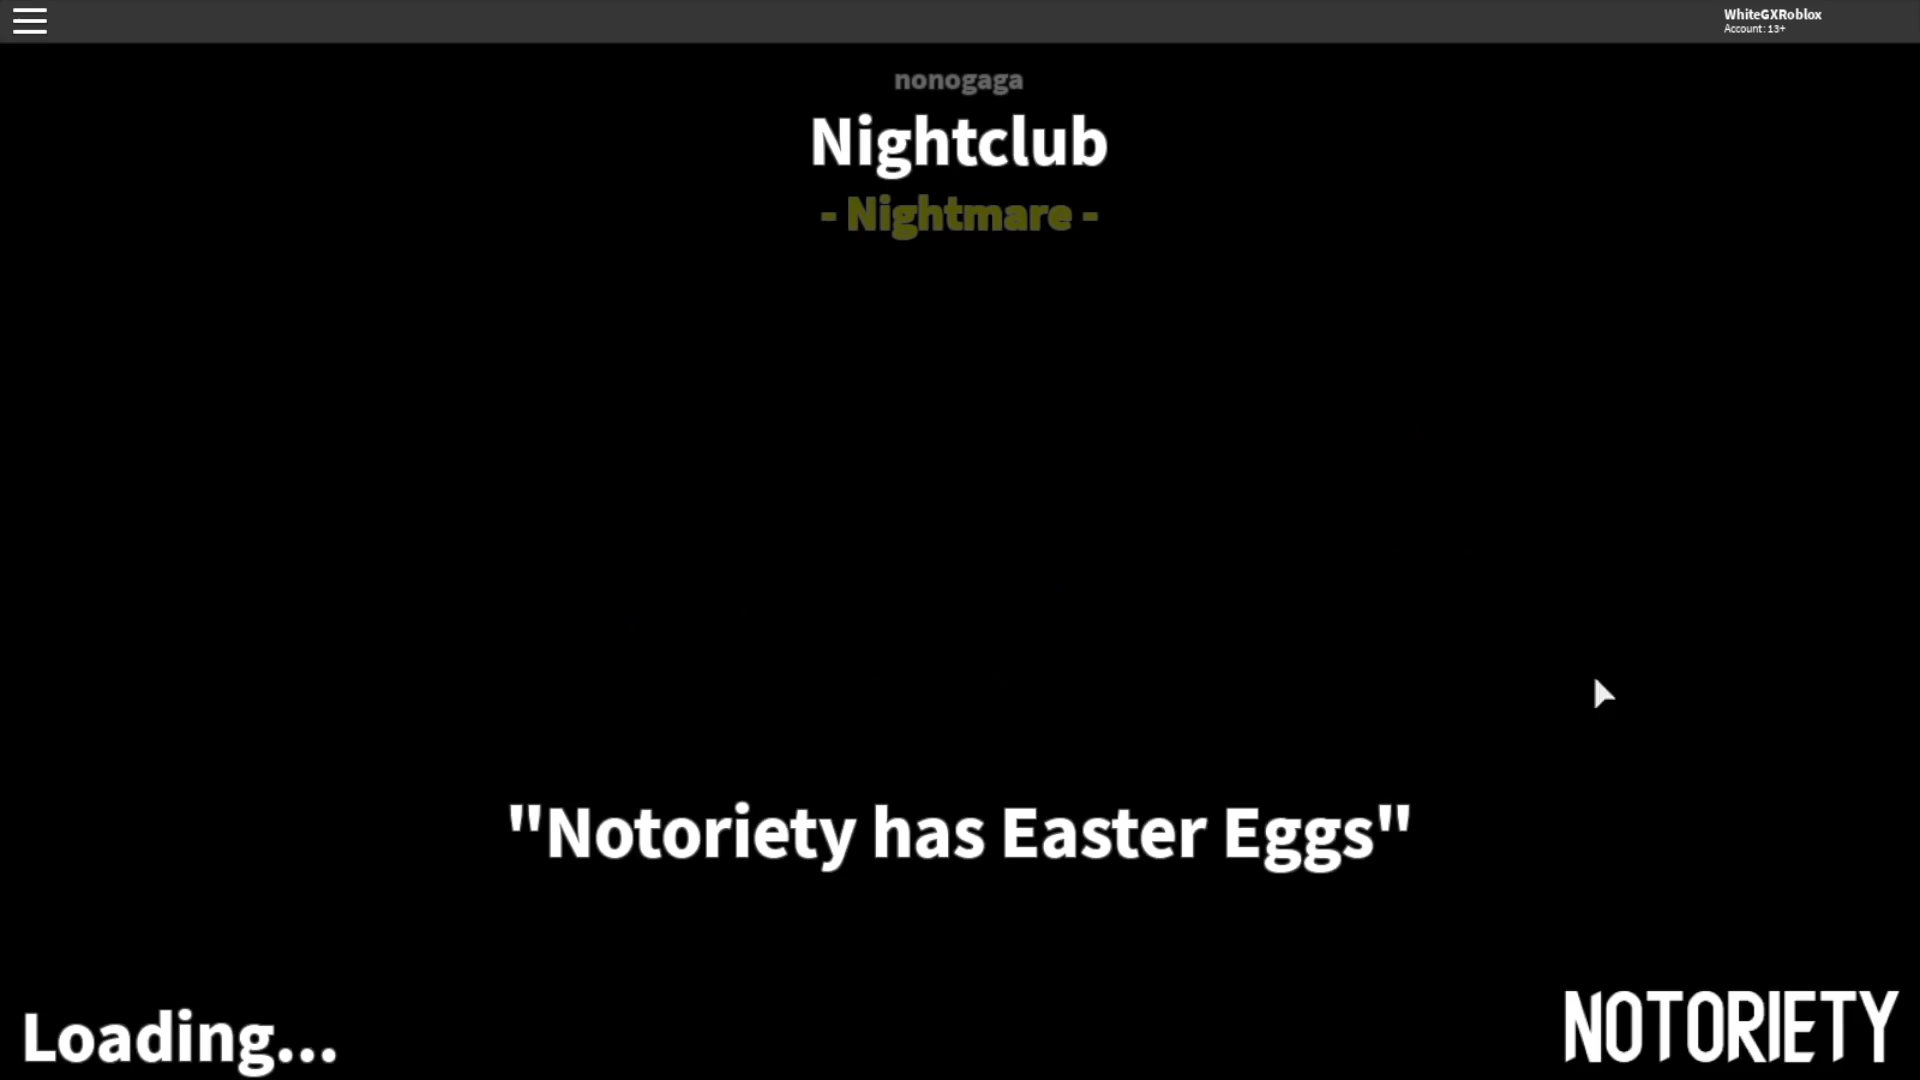 WhiteGXRoblox
Account: 13+
nonogaga
Nightclub
- Nightmare -
"Notoriety has Easter Eggs"
Loading...
NOTORIETY